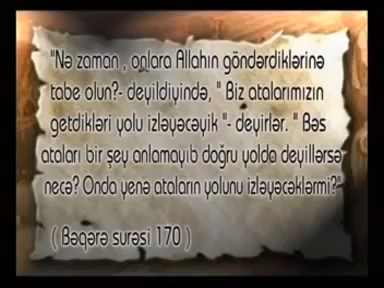 "Nə zaman , onlara Allahın göndərdiklərinə
tabe olun?- deyildiyində, " Biz atalarımızın
getdikləri yolu izləyəcəyik "- deyirlər. " Bəs
ataları bir şey anlamayıb doğru yolda deyillərsə
necə? Onda yenə ataların yolunu izləyəcəklərmi?"
( Bəqərə surəsi 170 )